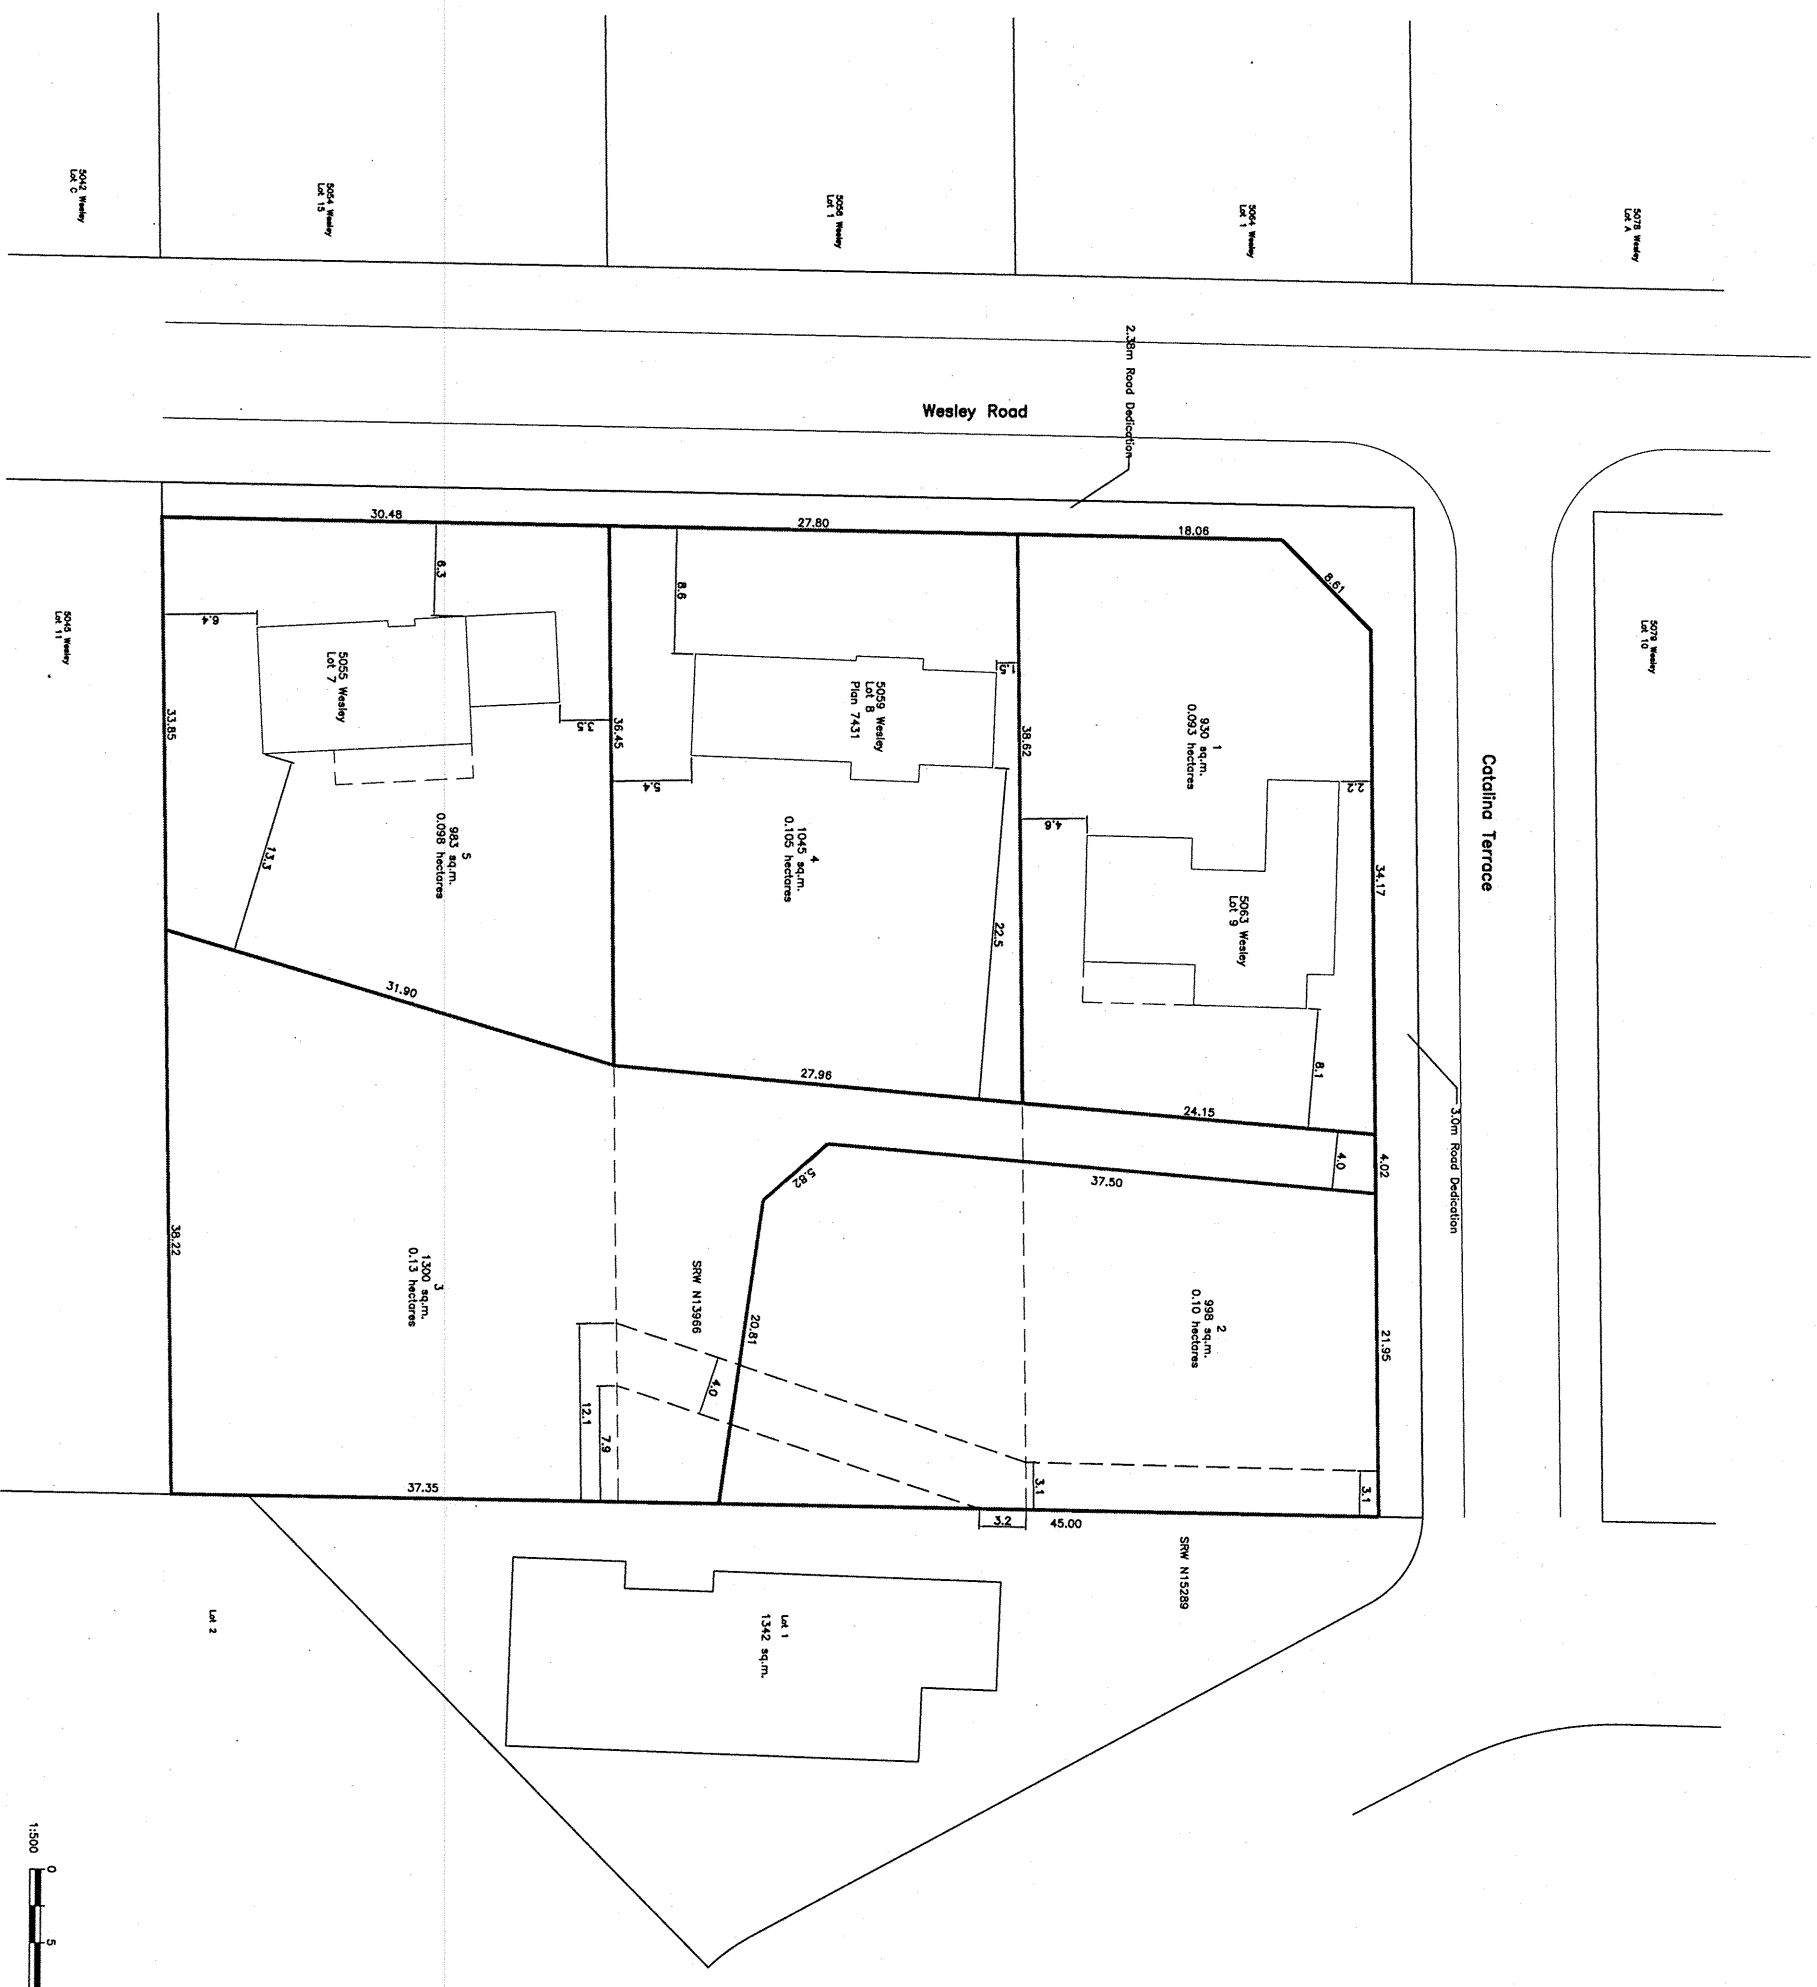 5042 Wesley
Lot C
5054 Wesley
Lot 15
5058 Wesley
Lot 1
5064 Wesley
Lot 1
5078 Wesley
Lot A
2.38m Road Dedication
Wesley Road
30.48
27.80
18.06
8.61
6.3
8.6
1.5
6.4
5045 Wesley
Lot 11
5055 Wesley
Lot 7
3.5
36.45
5059 Wesley
Lot 8
Plan 7431
38.62
1
930 sq.m.
0.093 hectares
2.2
5079 Wesley
Lot 10
33.85
5.4
4.6
Catalina Terrace
34.17
13.3
5
983 sq.m.
0.098 hectares
4
1045 sq.m.
0.105 hectares
22.5
5063 Wesley
Lot 9
31.90
27.96
8.1
24.15
4.02
4.0
3.0m Road Dedication
5.82
37.50
38.22
3
1300 sq.m.
0.13 hectares
SRW N13966
20.81
2
998 sq.m.
0.10 hectares
21.95
4.0
12.1
7.9
3.1
3.1
37.35
3.2
45.00
SRW N15289
Lot 2
Lot 1
1342 sq.m.
1:500
0
5